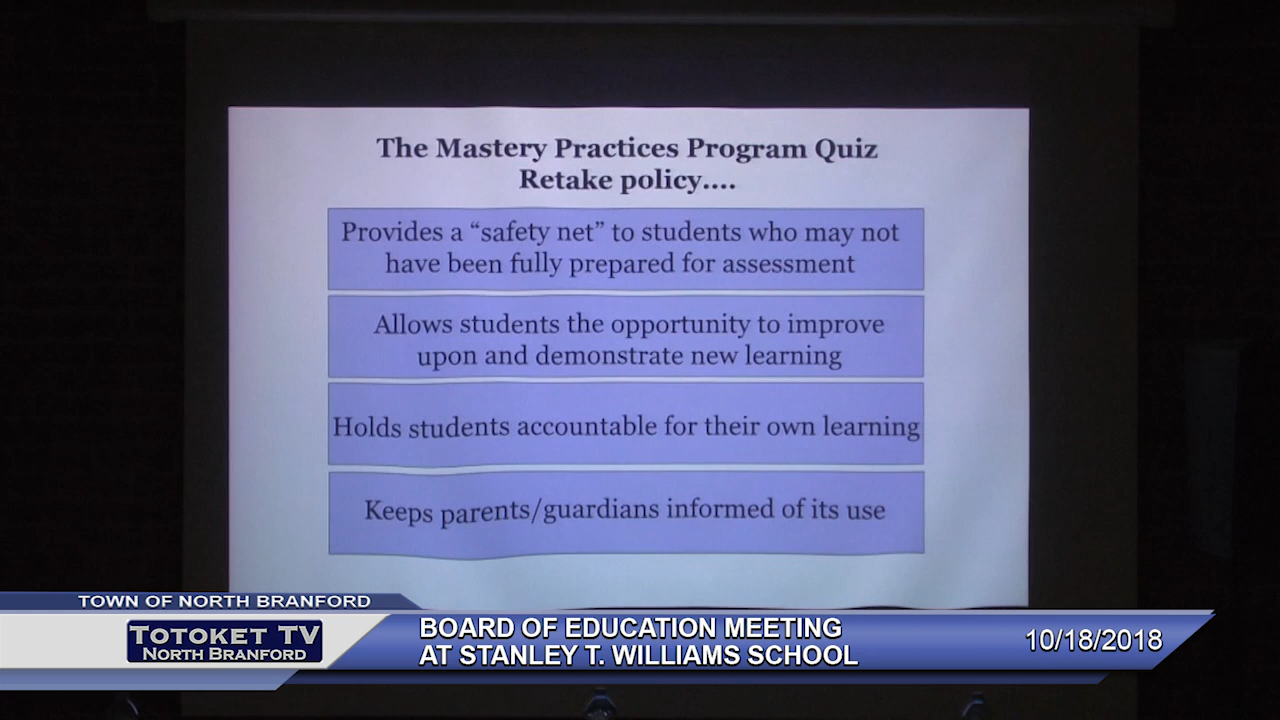 The Mastery Practices Program Quiz
Retake policy....
Provides a “safety net” to students who may not
have been fully prepared for assessment
Allows students the opportunity to improve
upon and demonstrate new learning
Holds students accountable for their own learning
Keeps parents/guardians informed of its use
TOWN OF NORTH BRANFORD
TOTOKET TV
NORTH BRANFORD
BOARD OF EDUCATION MEETING
AT STANLEY T. WILLIAMS SCHOOL
10/18/2018